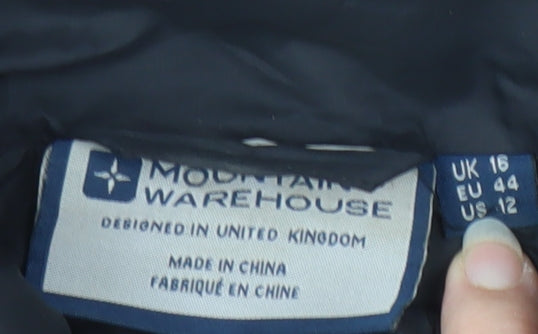 MOUNTAIN
WAREHOUSE
DESIGNED IN UNITED KINGDOM
MADE IN CHINA
FABRIQUÉ EN CHINE
UK 16
EU 44
US 12